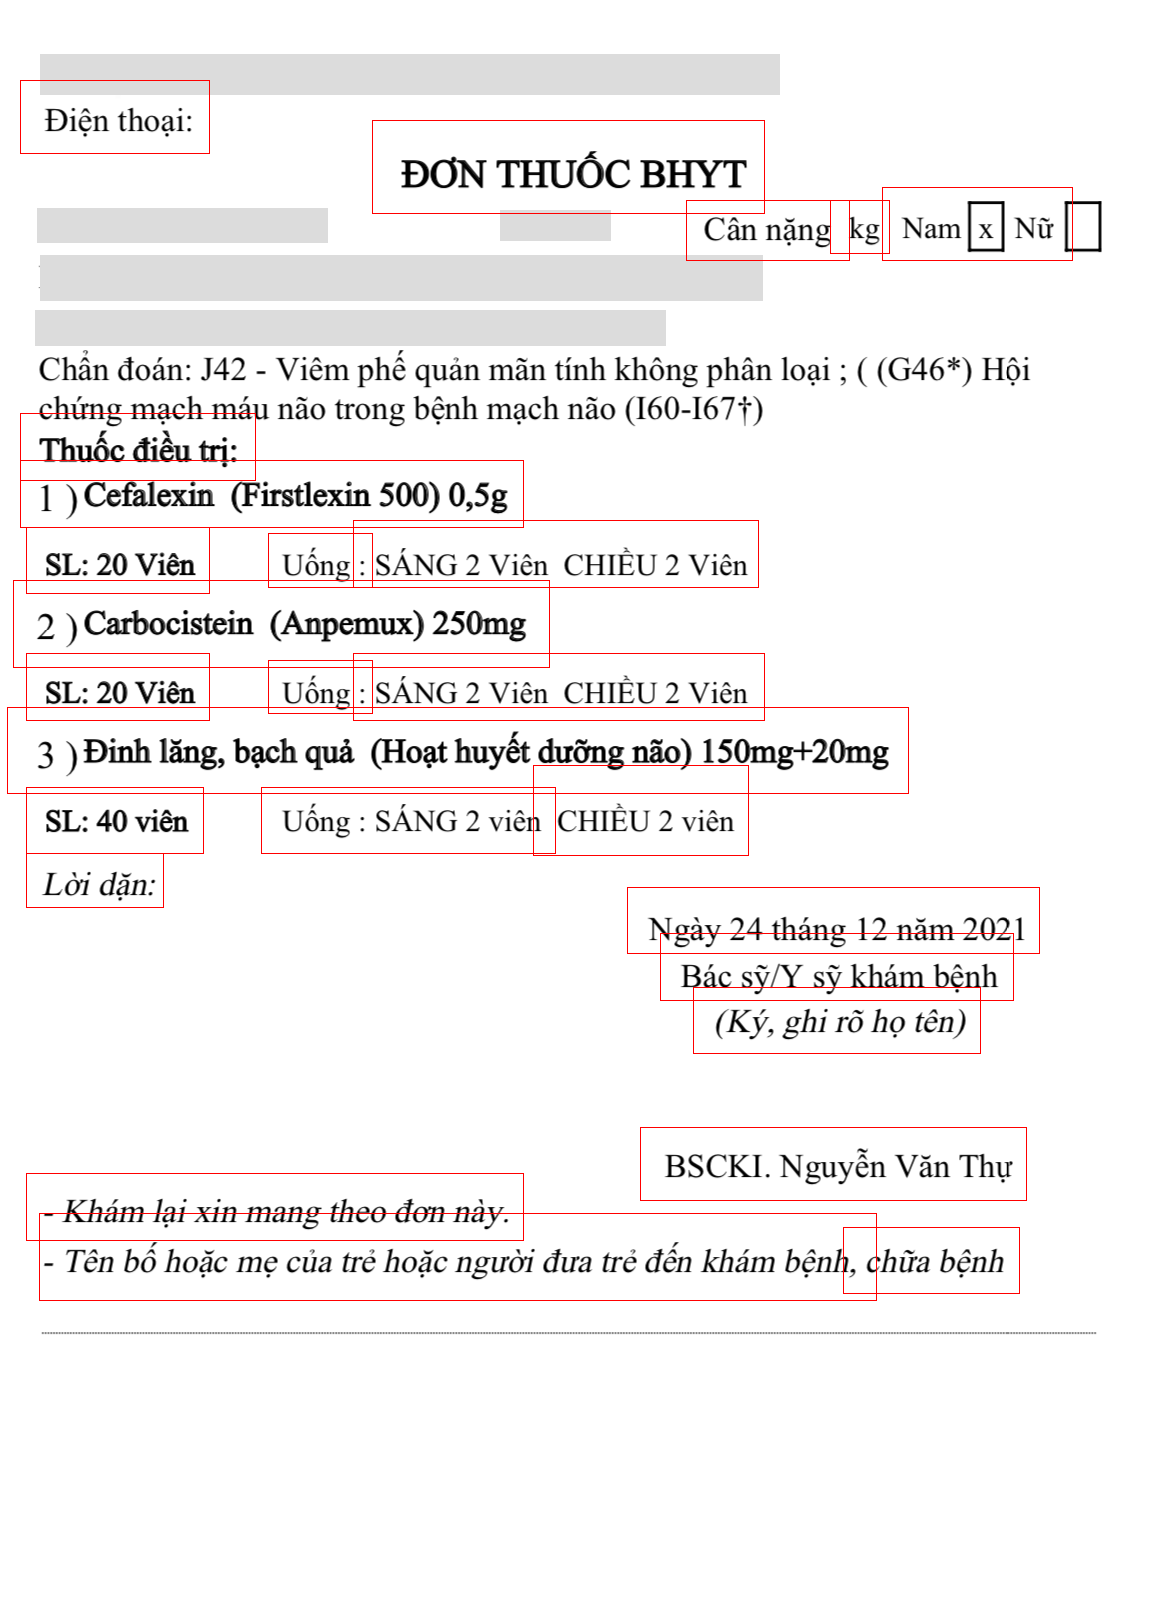 Điện thoại:
ĐƠN THUỐC BHYT
Cân nặng kg Nam x Nữ
Chẩn đoán: J42 - Viêm phế quản mãn tính không phân loại ; ( (G46*) Hội
chứng mạch máu não trong bệnh mạch não (I60-I67†)
Thuốc điều trị:
1 ) Cefalexin (Firstlexin 500) 0,5g
SL: 20 Viên Uống : SÁNG 2 Viên CHIỀU 2 Viên
2 ) Carbocistein (Anpemux) 250mg
SL: 20 Viên Uống : SÁNG 2 Viên CHIỀU 2 Viên
3 ) Đinh lăng, bạch quả (Hoạt huyết dưỡng não) 150mg+20mg
SL: 40 viên Uống : SÁNG 2 viên CHIỀU 2 viên
Lời dặn:
Ngày 24 tháng 12 năm 2021
Bác sỹ/Y sỹ khám bệnh
(Ký, ghi rõ họ tên)
BSCKI. Nguyễn Văn Thự
- Khám lại xin mang theo đơn này.
- Tên bố hoặc mẹ của trẻ hoặc người đưa trẻ đến khám bệnh, chữa bệnh